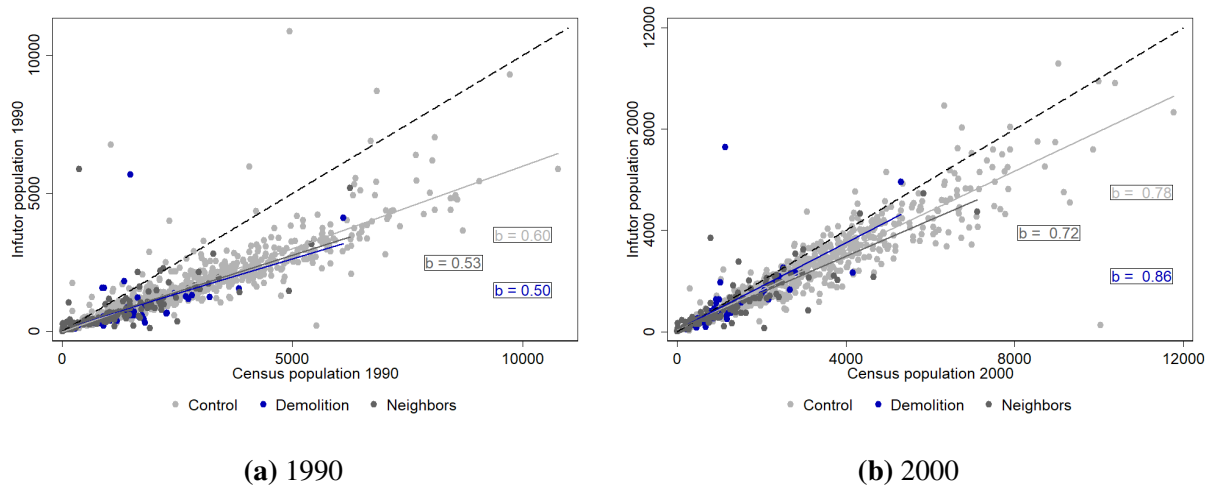 Infutor population 1990
10000
5000
0
b = 0.60
b = 0.53
b = 0.50
0
5000
10000
Census population 1990
Control
Demolition
Neighbors
(a) 1990
Infutor population 2000
12000
4000
0
b = 0.78
b = 0.72
b = 0.86
0
4000
8000
12000
Census population 2000
Control
Demolition
Neighbors
(b) 2000